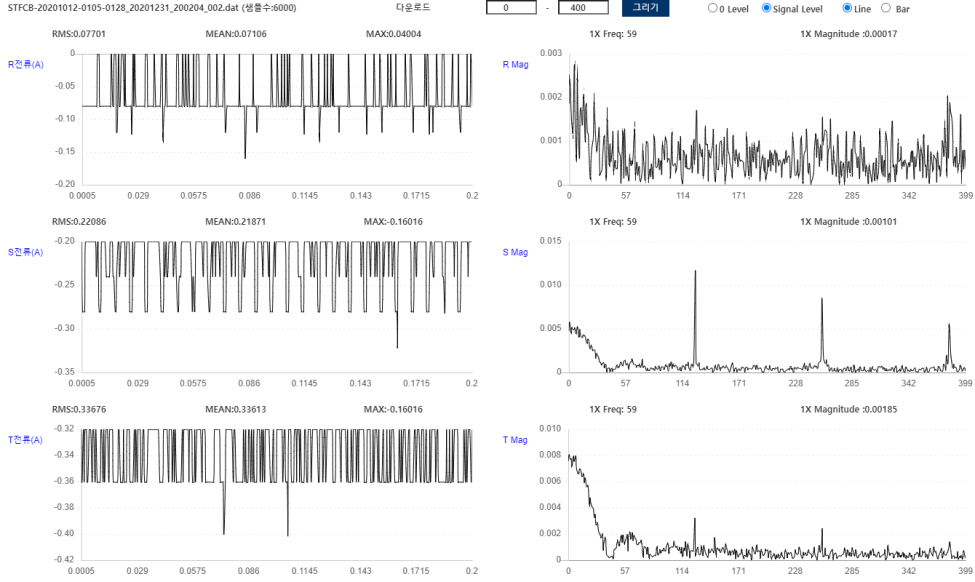 STFCB-20201012-0105-0128_20201231_200204_002.dat (샘플수:6000) 다운로드 0 - 400 그리기 0 Level Signal Level Line Bar
RMS:0.07701 MEAN:0.07106 MAX:0.04004 1X Freq: 59 1X Magnitude :0.00017
R전류(A) R Mag
0
-0.05
-0.10
-0.15
-0.20
0.0005 0.029 0.0575 0.086 0.1145 0.143 0.1715 0.2
0.003
0.002
0.001
0
0 57 114 171 228 285 342 399
RMS:0.22086 MEAN:0.21871 MAX:-0.16016 1X Freq: 59 1X Magnitude :0.00101
S전류(A) S Mag
-0.20
-0.25
-0.30
-0.35
0.0005 0.029 0.0575 0.086 0.1145 0.143 0.1715 0.2
0.015
0.010
0.005
0
0 57 114 171 228 285 342 399
RMS:0.33676 MEAN:0.33613 MAX:-0.16016 1X Freq: 59 1X Magnitude :0.00185
T전류(A) T Mag
-0.32
-0.34
-0.36
-0.38
-0.40
-0.42
0.0005 0.029 0.0575 0.086 0.1145 0.143 0.1715 0.2
0.010
0.008
0.006
0.004
0.002
0
0 57 114 171 228 285 342 399